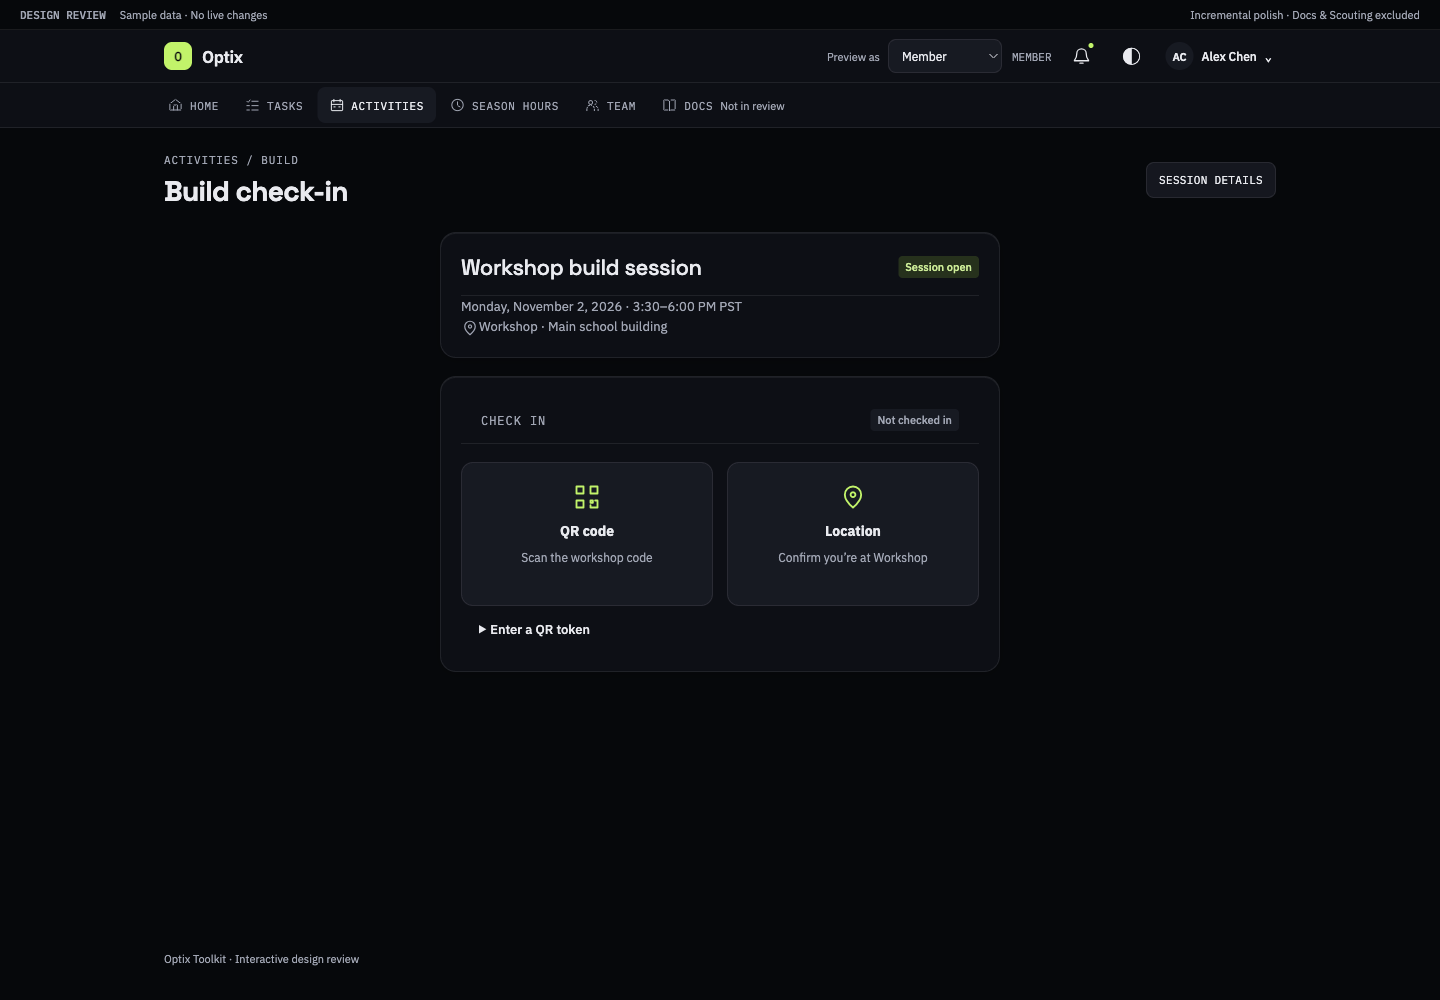 DESIGN REVIEW Sample data · No live changes
Incremental polish · Docs & Scouting excluded
O Optix
Preview as Member MEMBER AC Alex Chen
HOME TASKS ACTIVITIES SEASON HOURS TEAM DOCS Not in review
ACTIVITIES / BUILD
Build check-in
SESSION DETAILS
Workshop build session Session open
Monday, November 2, 2026 · 3:30–6:00 PM PST
Workshop · Main school building
CHECK IN Not checked in
QR code
Scan the workshop code
Location
Confirm you’re at Workshop
Enter a QR token
Optix Toolkit · Interactive design review